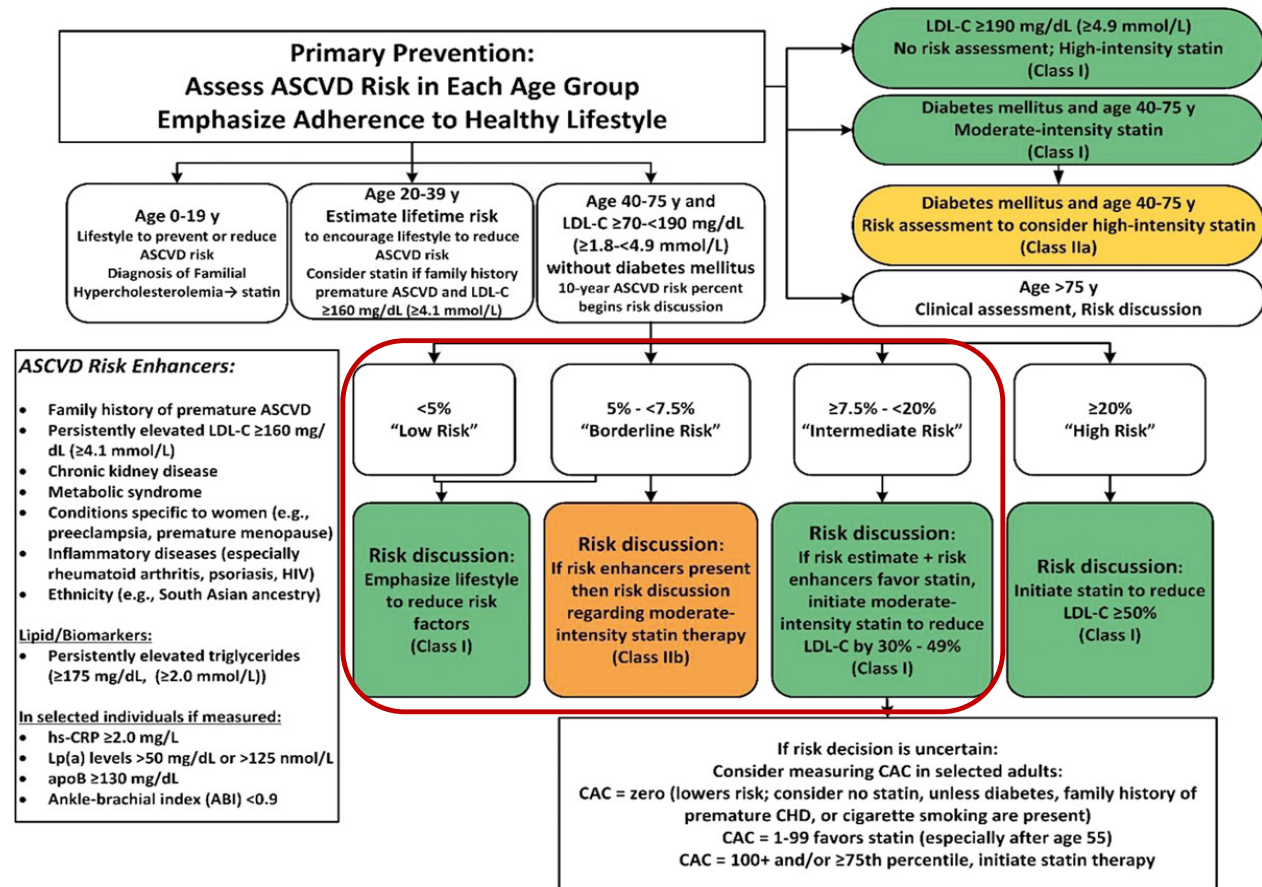 Primary Prevention:
Assess ASCVD Risk in Each Age Group
Emphasize Adherence to Healthy Lifestyle
LDL-C ≥190 mg/dL (≥4.9 mmol/L)
No risk assessment; High-intensity statin
(Class I)
Diabetes mellitus and age 40-75 y
Moderate-intensity statin
(Class I)
Diabetes mellitus and age 40-75 y
Risk assessment to consider high-intensity statin
(Class IIa)
Age >75 y
Clinical assessment, Risk discussion
Age 0-19 y
Lifestyle to prevent or reduce
ASCVD risk
Diagnosis of Familial
Hypercholesterolemia→ statin
Age 20-39 y
Estimate lifetime risk
to encourage lifestyle to reduce
ASCVD risk
Consider statin if family history
premature ASCVD and LDL-C
≥160 mg/dL (≥4.1 mmol/L)
Age 40-75 y and
LDL-C ≥70-<190 mg/dL
(≥1.8-<4.9 mmol/L)
without diabetes mellitus
10-year ASCVD risk percent
begins risk discussion
ASCVD Risk Enhancers:
• Family history of premature ASCVD
• Persistently elevated LDL-C ≥160 mg/
dL (≥4.1 mmol/L)
• Chronic kidney disease
• Metabolic syndrome
• Conditions specific to women (e.g.,
preeclampsia, premature menopause)
• Inflammatory diseases (especially
rheumatoid arthritis, psoriasis, HIV)
• Ethnicity (e.g., South Asian ancestry)
Lipid/Biomarkers:
• Persistently elevated triglycerides
(≥175 mg/dL, (≥2.0 mmol/L))
In selected individuals if measured:
• hs-CRP ≥2.0 mg/L
• Lp(a) levels >50 mg/dL or >125 nmol/L
• apoB ≥130 mg/dL
• Ankle-brachial index (ABI) <0.9
<5%
“Low Risk”
5% - <7.5%
“Borderline Risk”
≥7.5% - <20%
“Intermediate Risk”
≥20%
“High Risk”
Risk discussion:
Emphasize lifestyle
to reduce risk
factors
(Class I)
Risk discussion:
If risk enhancers present
then risk discussion
regarding moderate-
intensity statin therapy
(Class IIb)
Risk discussion:
If risk estimate + risk
enhancers favor statin,
initiate moderate-
intensity statin to reduce
LDL-C by 30% - 49%
(Class I)
Risk discussion:
Initiate statin to reduce
LDL-C ≥50%
(Class I)
If risk decision is uncertain:
Consider measuring CAC in selected adults:
CAC = zero (lowers risk; consider no statin, unless diabetes, family history of
premature CHD, or cigarette smoking are present)
CAC = 1-99 favors statin (especially after age 55)
CAC = 100+ and/or ≥75th percentile, initiate statin therapy